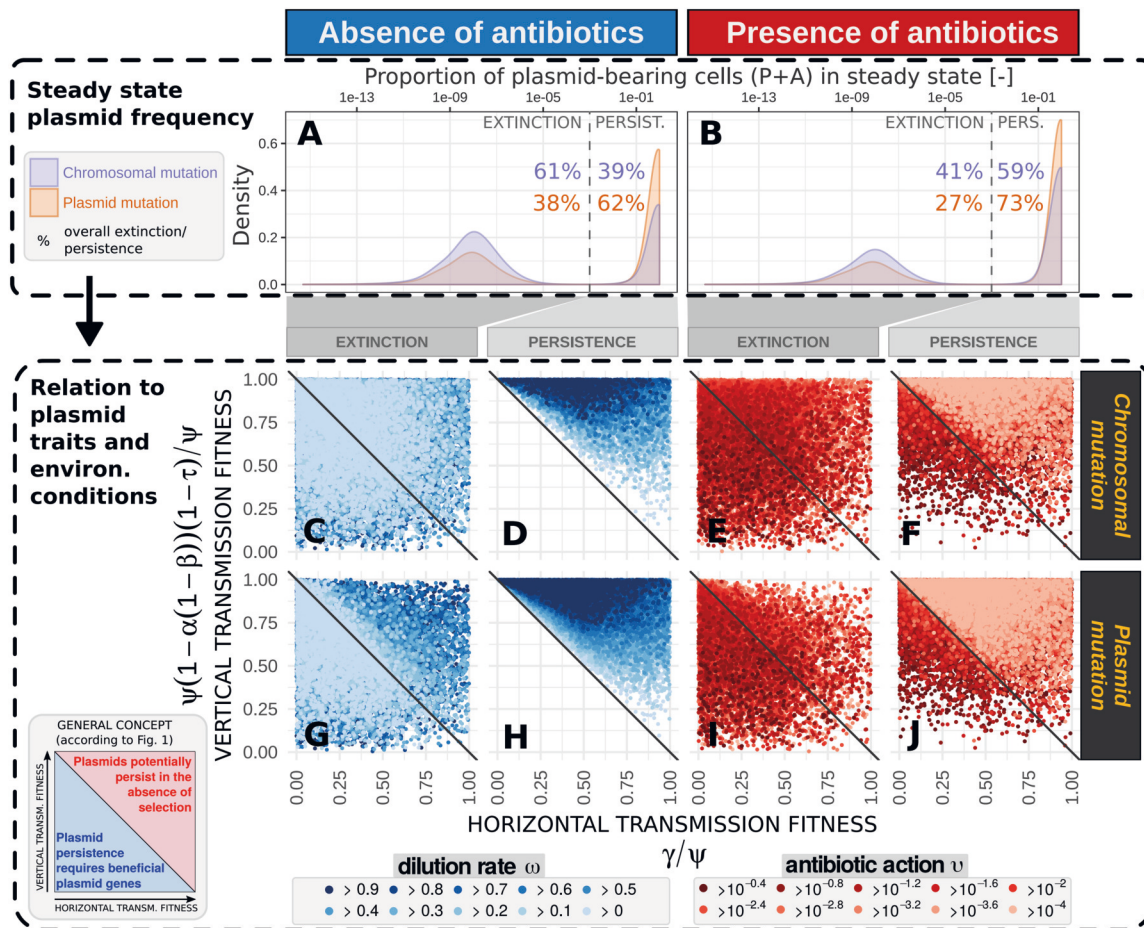 Absence of antibiotics
Presence of antibiotics
Steady state
plasmid frequency
Chromosomal mutation
Plasmid mutation
% overall extinction/
persistence
Proportion of plasmid-bearing cells (P+A) in steady state [-]
1e-13 1e-09 1e-05 1e-01
1e-13 1e-09 1e-05 1e-01
Density
0.6
0.4
0.2
0.0
A
EXTINCTION PERSIST.
61% 39%
38% 62%
B
EXTINCTION PERS.
41% 59%
27% 73%
EXTINCTION
PERSISTENCE
EXTINCTION
PERSISTENCE
Relation to
plasmid
traits and
environ.
conditions
ψ(1−α(1−β))(1−τ)/ψ
VERTICAL TRANSMISSION FITNESS
1.00
0.75
0.50
0.25
0.00
C
D
E
F
Chromosomal
mutation
1.00
0.75
0.50
0.25
0.00
G
H
I
J
Plasmid
mutation
0.00 0.25 0.50 0.75 1.00
0.00 0.25 0.50 0.75 1.00
0.00 0.25 0.50 0.75 1.00
0.00 0.25 0.50 0.75 1.00
HORIZONTAL TRANSMISSION FITNESS
γ/ψ
GENERAL CONCEPT
(according to Fig. 1)
VERTICAL TRANSM. FITNESS
Plasmids potentially
persist in the
absence of
selection
Plasmid
persistence
requires beneficial
plasmid genes
HORIZONTAL TRANSM. FITNESS
dilution rate ω
> 0.9 > 0.8 > 0.7 > 0.6 > 0.5
> 0.4 > 0.3 > 0.2 > 0.1 > 0
antibiotic action υ
>10^−0.4 >10^−0.8 >10^−1.2 >10^−1.6 >10^−2
>10^−2.4 >10^−2.8 >10^−3.2 >10^−3.6 >10^−4